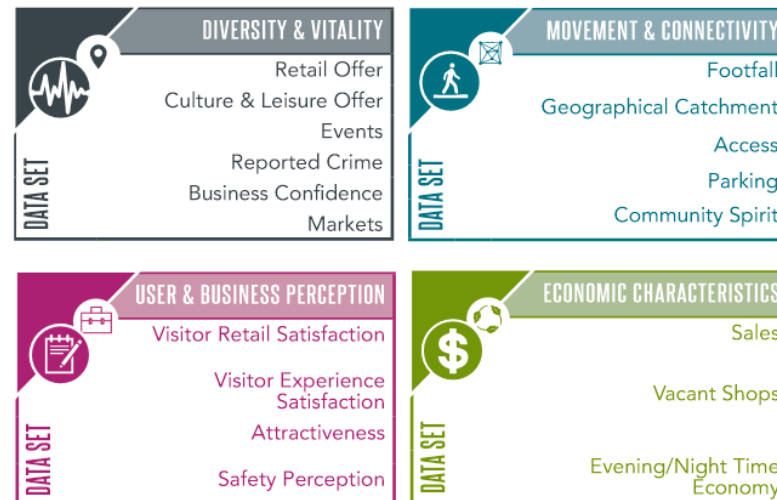 DIVERSITY & VITALITY
Retail Offer
Culture & Leisure Offer
Events
Reported Crime
Business Confidence
Markets
DATA SET
MOVEMENT & CONNECTIVITY
Footfall
Geographical Catchment
Access
Parking
Community Spirit
DATA SET
USER & BUSINESS PERCEPTION
Visitor Retail Satisfaction
Visitor Experience
Satisfaction
Attractiveness
Safety Perception
DATA SET
ECONOMIC CHARACTERISTICS
Sales
Vacant Shops
Evening/Night Time
Economy
DATA SET